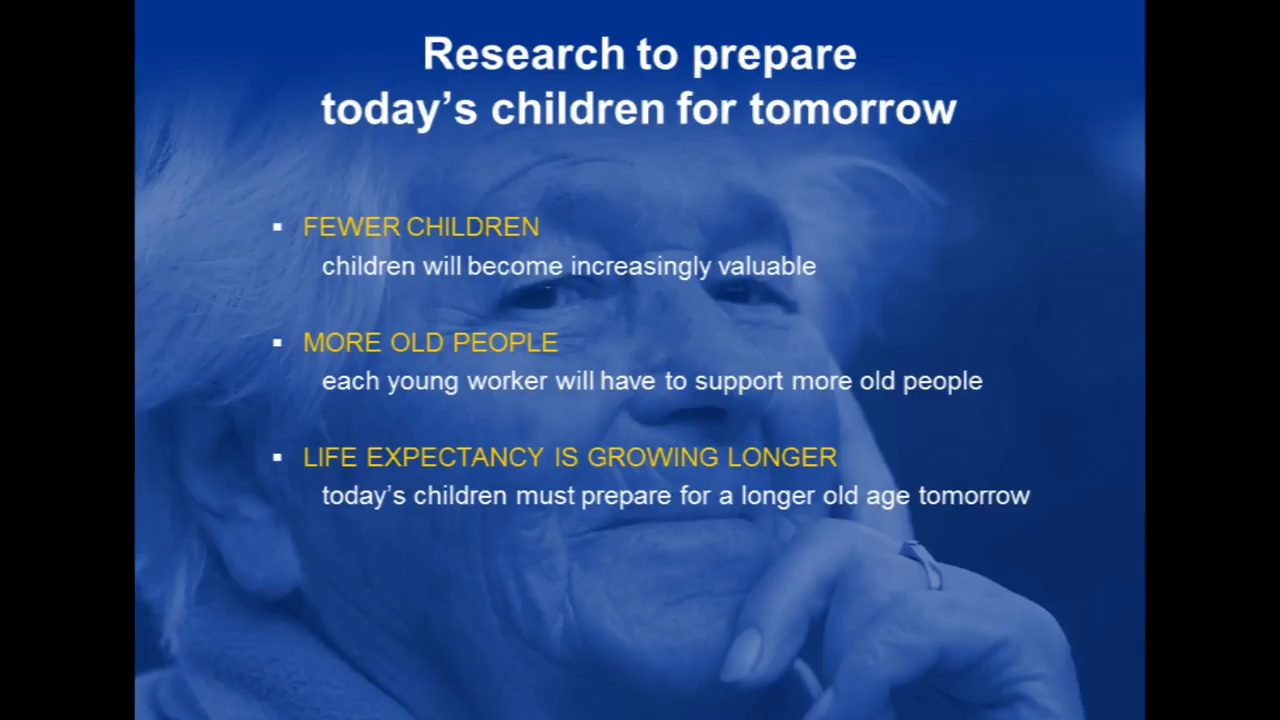 Research to prepare
today’s children for tomorrow
▪ FEWER CHILDREN
children will become increasingly valuable
▪ MORE OLD PEOPLE
each young worker will have to support more old people
▪ LIFE EXPECTANCY IS GROWING LONGER
today’s children must prepare for a longer old age tomorrow